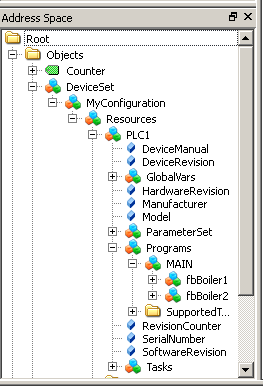 Address Space
Root
Objects
Counter
DeviceSet
MyConfiguration
Resources
PLC1
DeviceManual
DeviceRevision
GlobalVars
HardwareRevision
Manufacturer
Model
ParameterSet
Programs
MAIN
fbBoiler1
fbBoiler2
SupportedT...
RevisionCounter
SerialNumber
SoftwareRevision
Tasks